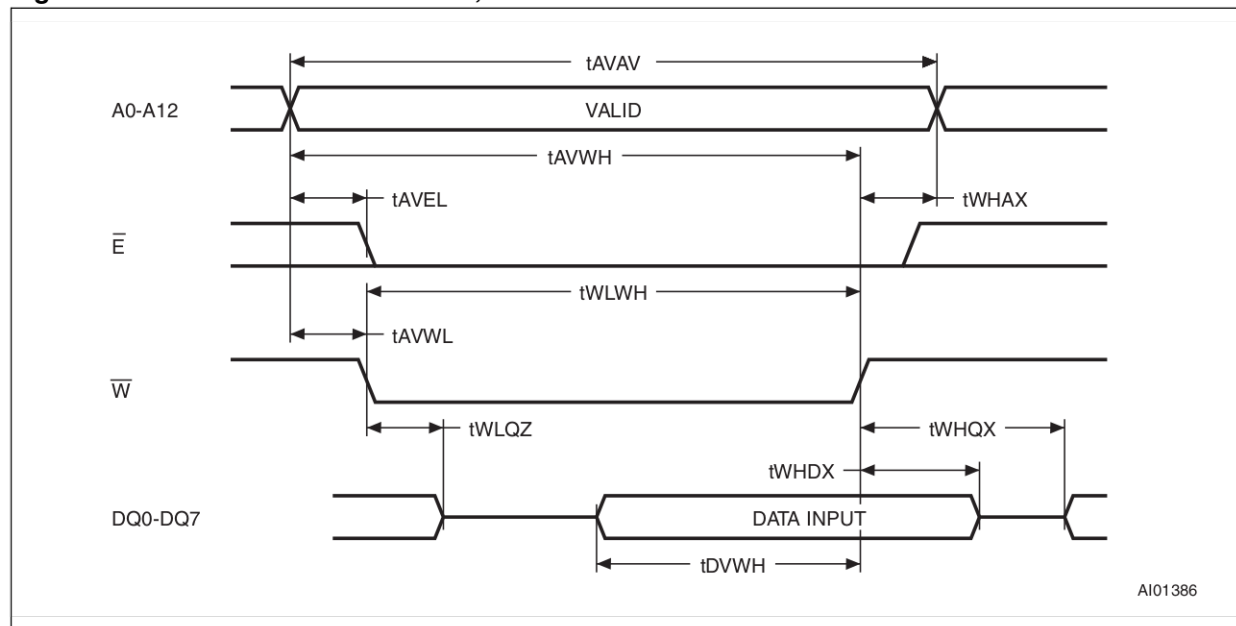 tAVAV
A0-A12
VALID
tAVWH
tAVEL
tWHAX
E̅
tWLWH
tAVWL
W̅
tWLQZ
tWHQX
tWHDX
DQ0-DQ7
DATA INPUT
tDVWH
AI01386